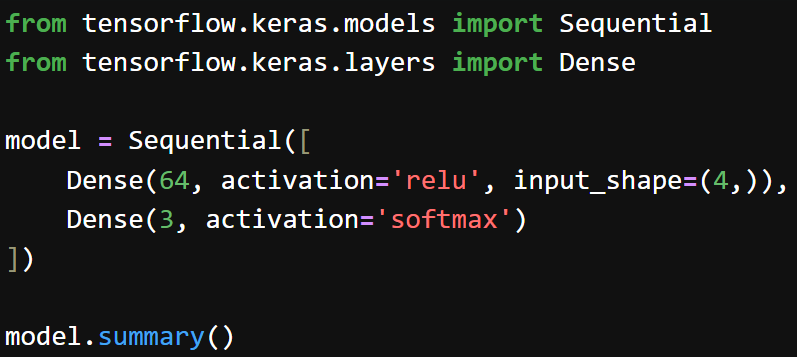 from tensorflow.keras.models import Sequential
from tensorflow.keras.layers import Dense

model = Sequential([
    Dense(64, activation='relu', input_shape=(4,)),
    Dense(3, activation='softmax')
])

model.summary()